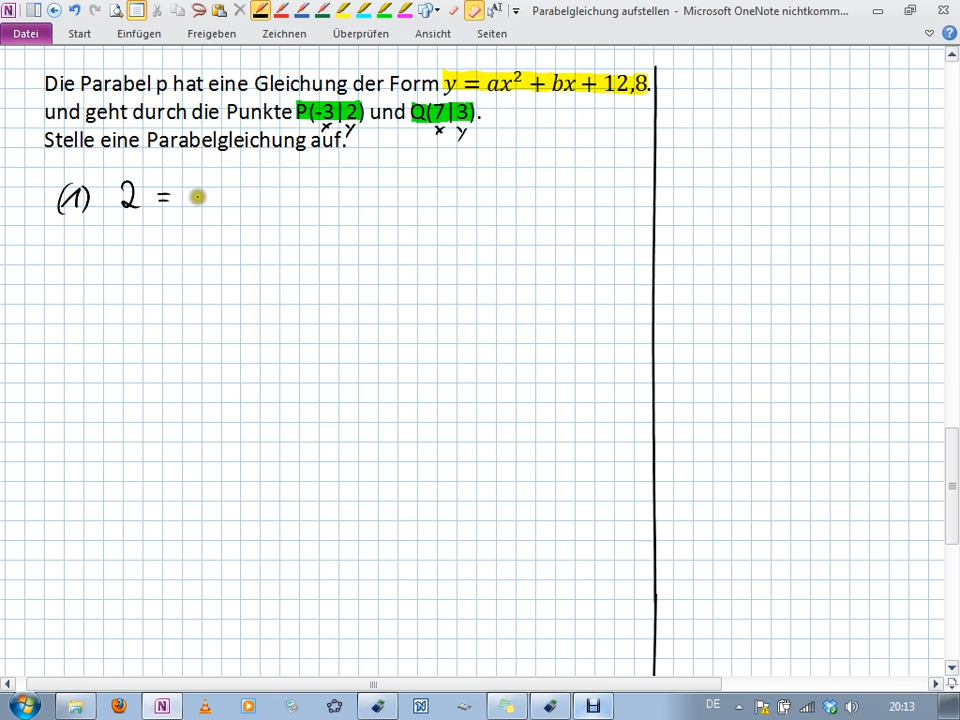 Parabelgleichung aufstellen - Microsoft OneNote nichtkomm...
Datei Start Einfügen Freigeben Zeichnen Überprüfen Ansicht Seiten
Die Parabel p hat eine Gleichung der Form y = ax² + bx + 12,8.
und geht durch die Punkte P(-3|2) und Q(7|3).
x y x y
Stelle eine Parabelgleichung auf.
(1) 2 =
DE 20:13